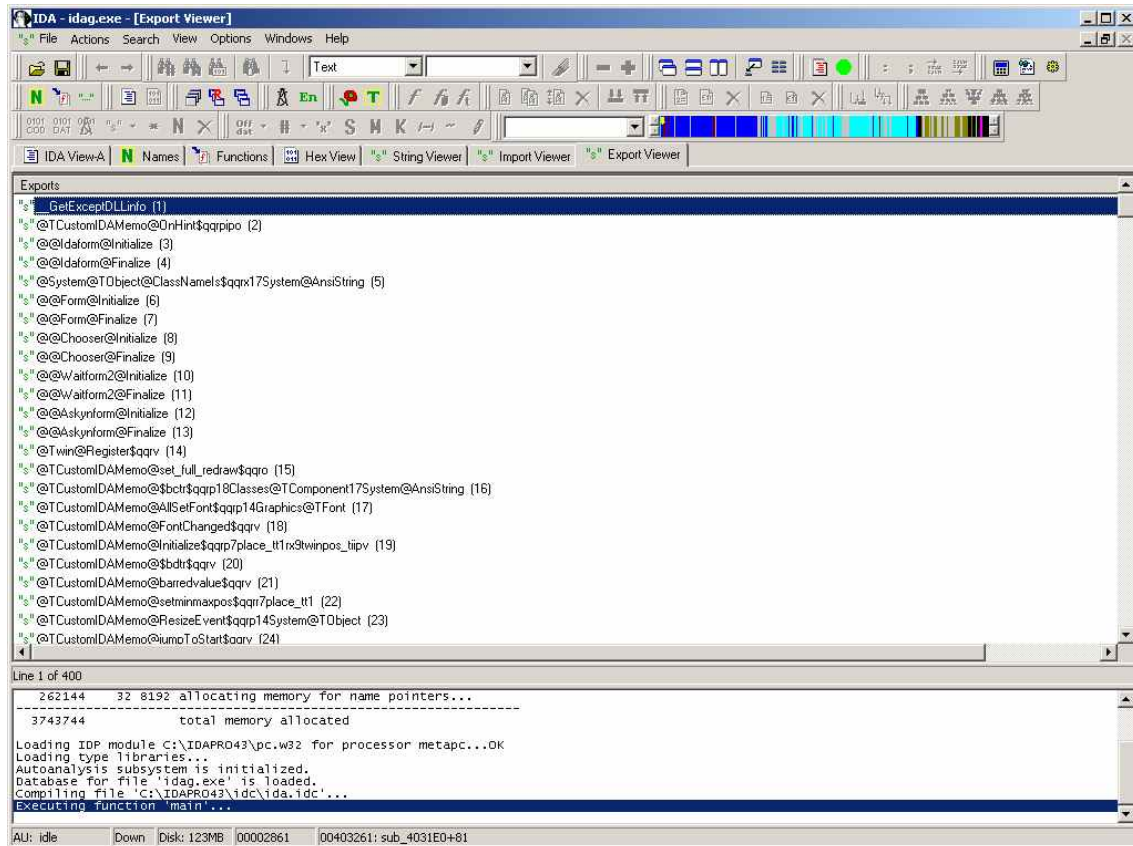 IDA - idag.exe - [Export Viewer]
"s" File Actions Search View Options Windows Help
Text
N "s" En T f
0101 COD 0101 DAT "s" * N Off dst # 'x' S M K ~
IDA View-A N Names Functions Hex View "s" String Viewer "s" Import Viewer "s" Export Viewer
Exports
"s" __GetExceptDLLinfo (1)
"s" @TCustomIDAMemo@OnHint$qqrpipo (2)
"s" @@Idaform@Initialize (3)
"s" @@Idaform@Finalize (4)
"s" @System@TObject@ClassNameIs$qqrx17System@AnsiString (5)
"s" @@Form@Initialize (6)
"s" @@Form@Finalize (7)
"s" @@Chooser@Initialize (8)
"s" @@Chooser@Finalize (9)
"s" @@Waitform2@Initialize (10)
"s" @@Waitform2@Finalize (11)
"s" @@Askynform@Initialize (12)
"s" @@Askynform@Finalize (13)
"s" @Twin@Register$qqrv (14)
"s" @TCustomIDAMemo@set_full_redraw$qqro (15)
"s" @TCustomIDAMemo@$bctr$qqrp18Classes@TComponent17System@AnsiString (16)
"s" @TCustomIDAMemo@AllSetFont$qqrp14Graphics@TFont (17)
"s" @TCustomIDAMemo@FontChanged$qqrv (18)
"s" @TCustomIDAMemo@Initialize$qqrp7place_tt1rx9twinpos_tiipv (19)
"s" @TCustomIDAMemo@$bdtr$qqrv (20)
"s" @TCustomIDAMemo@barredvalue$qqrv (21)
"s" @TCustomIDAMemo@setminmaxpos$qqrr7place_tt1 (22)
"s" @TCustomIDAMemo@ResizeEvent$qqrp14System@TObject (23)
"s" @TCustomIDAMemo@jumpToStart$qqrv (24)
Line 1 of 400
262144 32 8192 allocating memory for name pointers...
-----------------------------------------------------------------
3743744 total memory allocated
Loading IDP module C:\IDAPRO43\pc.w32 for processor metapc...OK
Loading type libraries...
Autoanalysis subsystem is initialized.
Database for file 'idag.exe' is loaded.
Compiling file 'C:\IDAPRO43\idc\ida.idc'...
Executing function 'main'...
AU: idle Down Disk: 123MB 00002861 00403261: sub_4031E0+81